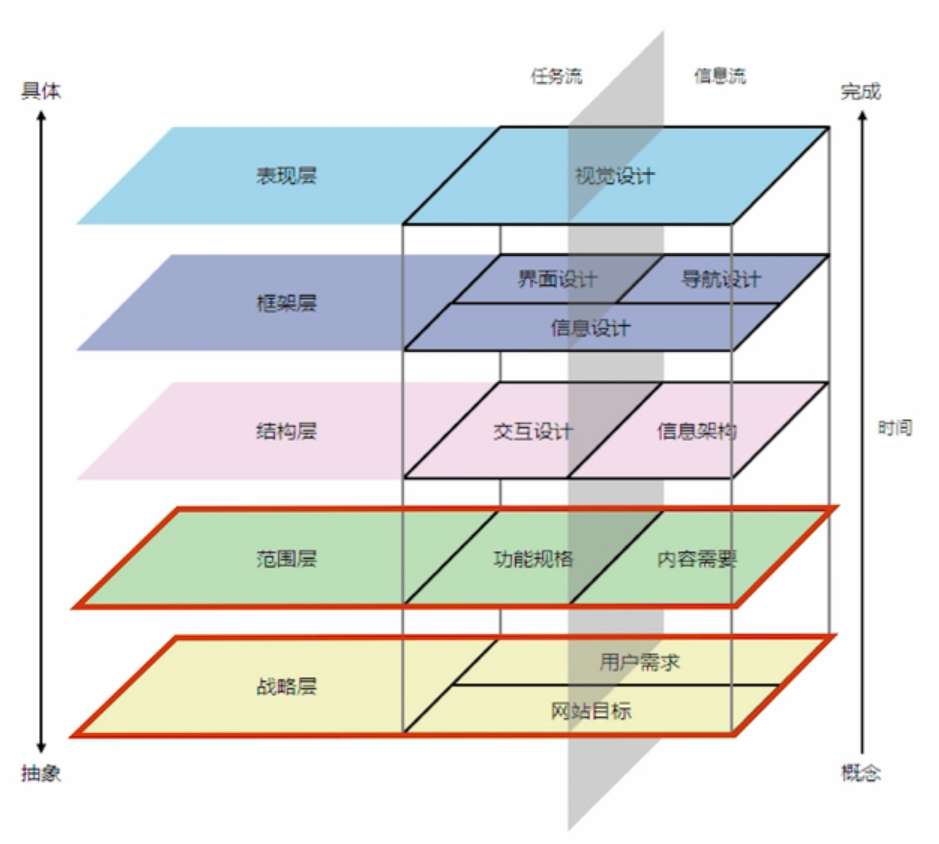 任务流
信息流
具体
完成
表现层
视觉设计
界面设计
导航设计
框架层
信息设计
结构层
交互设计
信息架构
时间
范围层
功能规格
内容需要
用户需求
战略层
网站目标
抽象
概念